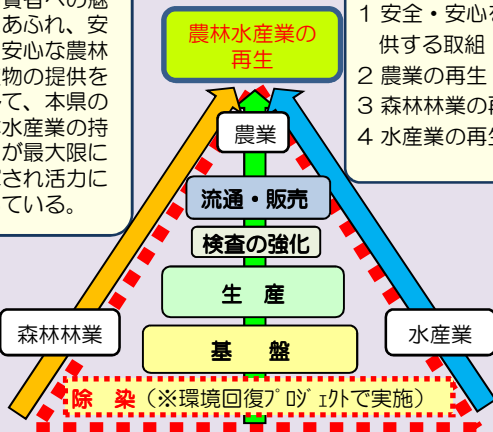 費者への魅
あふれ、安
安心な農林
物の提供を
て、本県の
水産業の持
が最大限に
され活力に
ている。
1 安全・安心を
供する取組
2 農業の再生
3 森林林業の再
4 水産業の再生
農林水産業の
再生
農業
流通・販売
検査の強化
生　産
森林林業
水産業
基　盤
除　染（※環境回復ﾌﾟﾛｼﾞｪｸﾄで実施）